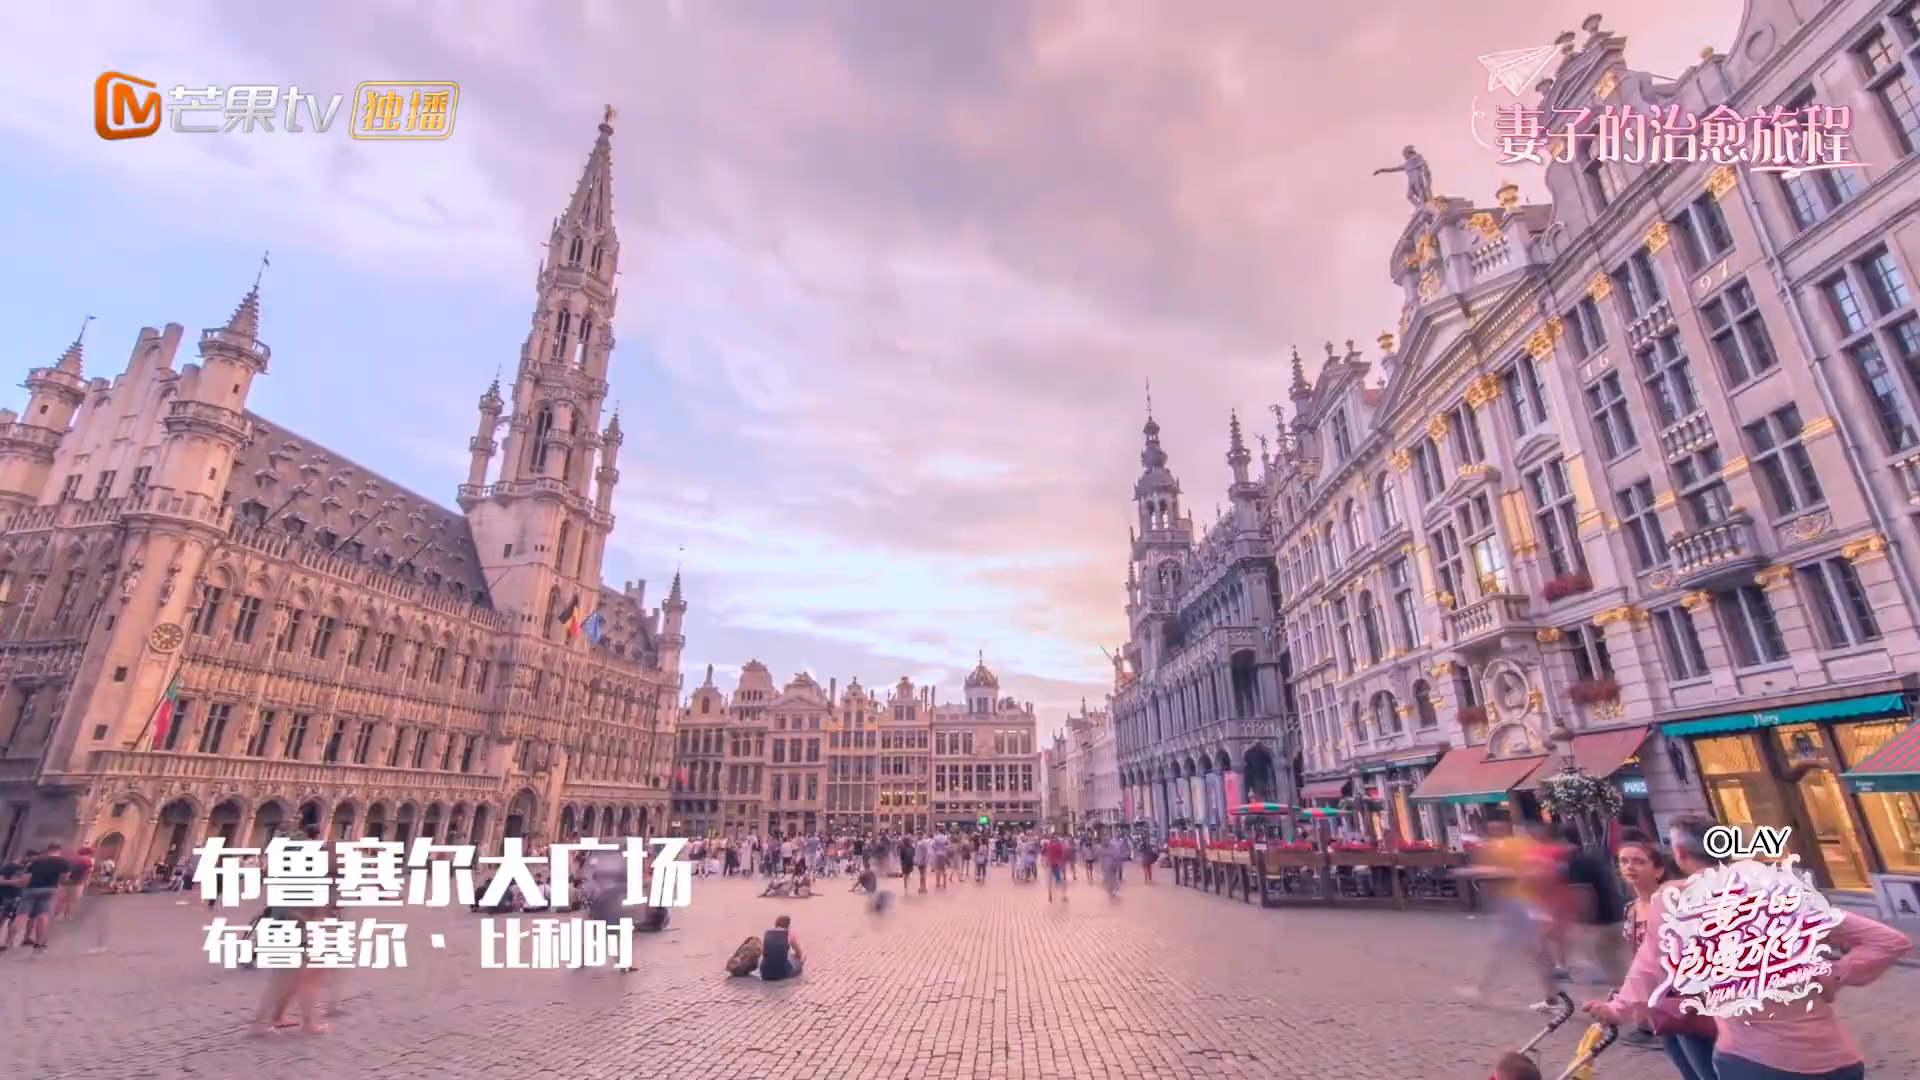 芒果tv 独播
妻子的治愈旅程
1697
布鲁塞尔大广场
布鲁塞尔·比利时
OLAY
妻子的
浪漫旅行